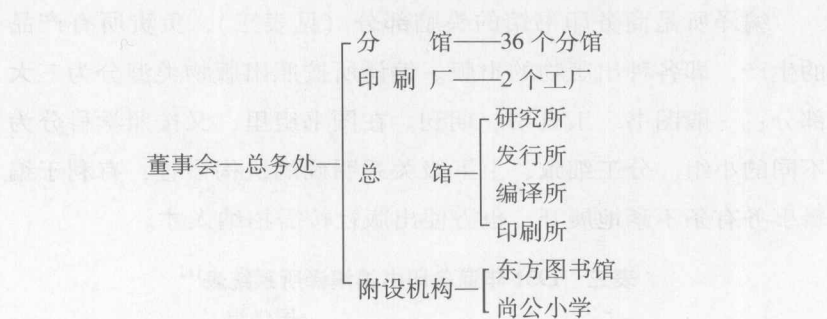 分 馆——36 个分馆
印 刷 厂——2 个工厂
研究所
发行所
董事会—总务处
总 馆
编译所
印刷所
东方图书馆
附设机构
尚公小学